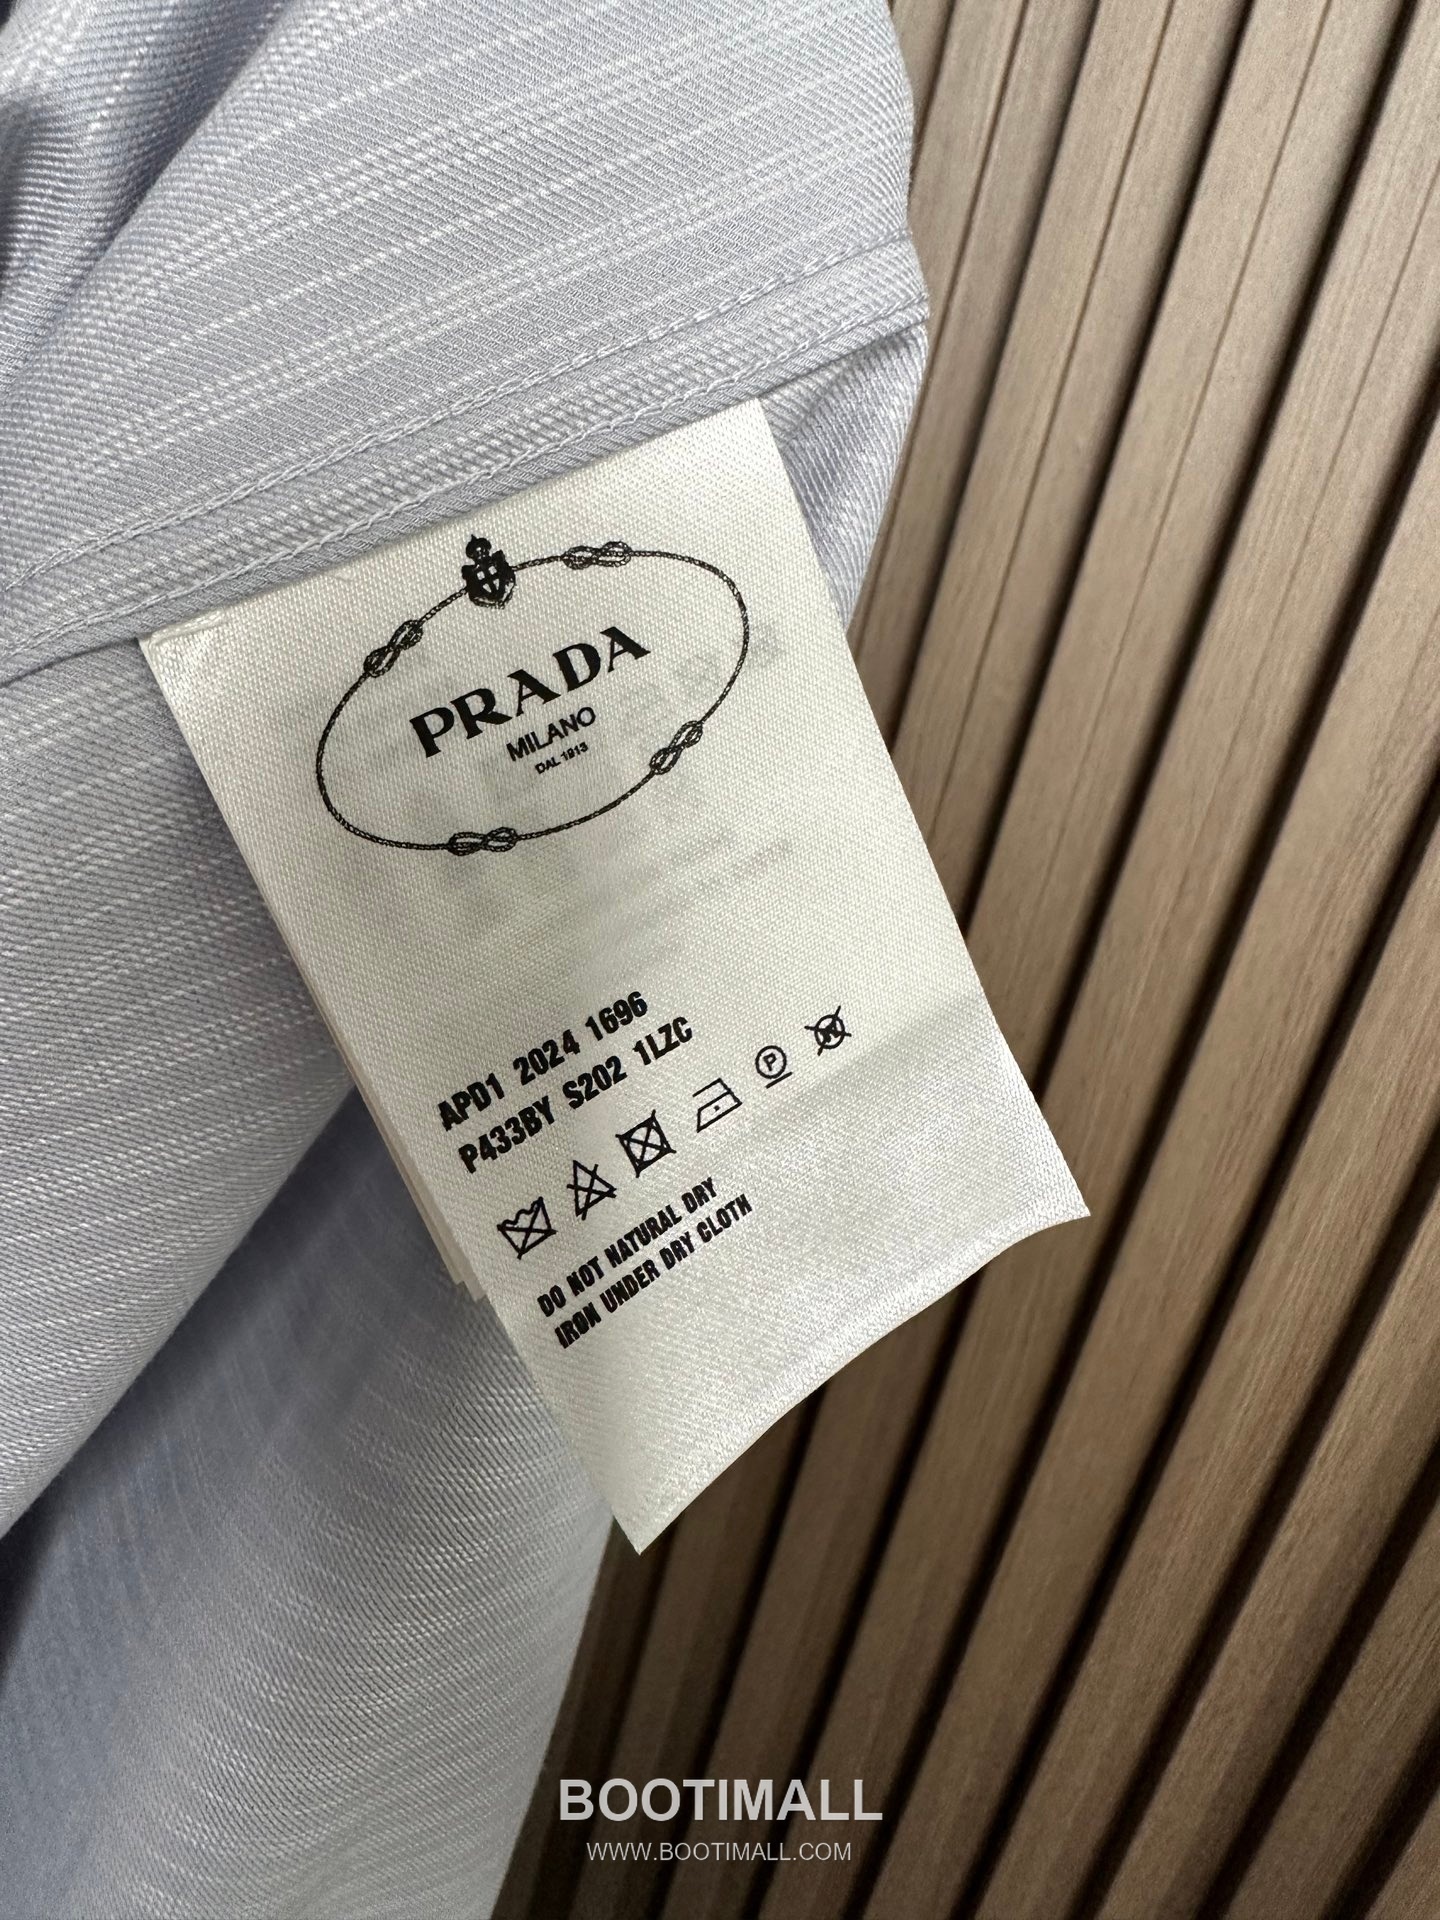 PRADA
MILANO
DAL 1913
APD1 2024 1696
P433BY S202 1LZC
P
W
DO NOT NATURAL DRY
IRON UNDER DRY CLOTH
BOOTIMALL
WWW.BOOTIMALL.COM